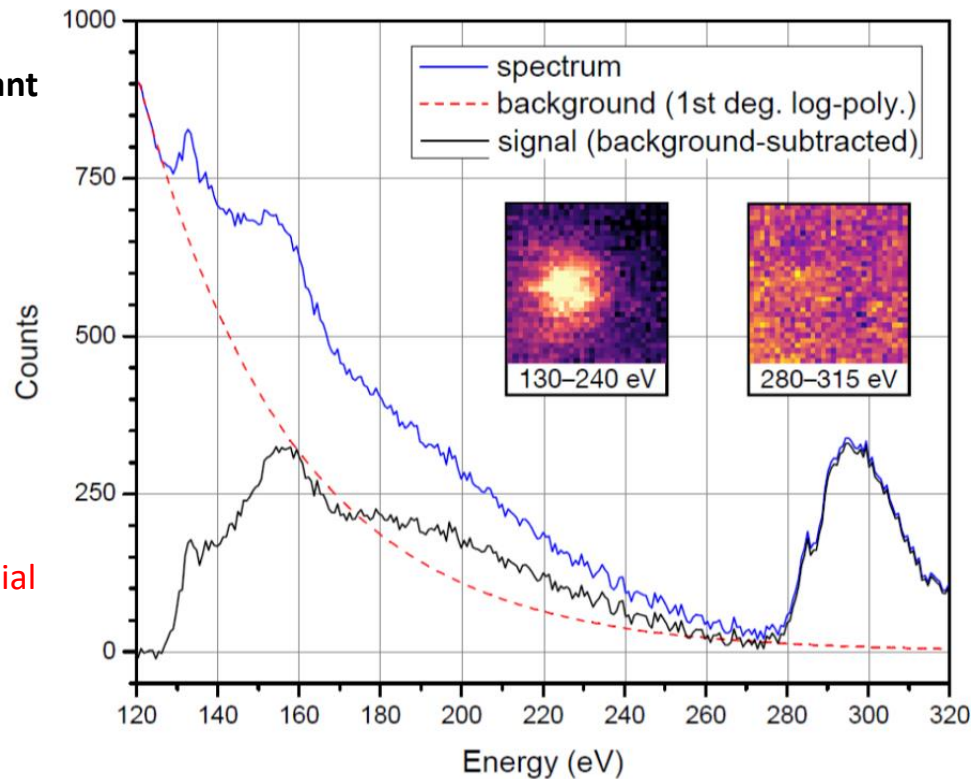 ant
ial
1000
750
500
250
0
Counts
spectrum
background (1st deg. log-poly.)
signal (background-subtracted)
130–240 eV
280–315 eV
120 140 160 180 200 220 240 260 280 300 320
Energy (eV)